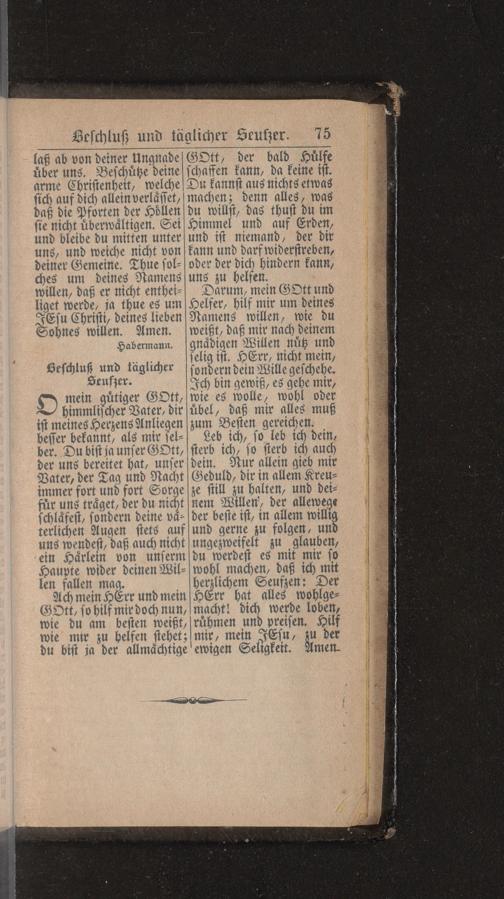 Beschluß und täglicher Seufzer. 75
laß ab von deiner Ungnade
über uns. Beschütze deine
arme Christenheit, welche
sich auf dich allein verlässet,
daß die Pforten der Höllen
sie nicht überwältigen. Sei
und bleibe du mitten unter
uns, und weiche nicht von
deiner Gemeine. Thue sol-
ches um deines Namens
willen, daß er nicht enthei-
liget werde, ja thue es um
JEsu Christi, deines lieben
Sohnes willen. Amen.
Habermann.
Beschluß und täglicher
Seufzer.
O mein gütiger GOtt,
himmlischer Vater, dir
ist meines Herzens Anliegen
besser bekannt, als mir sel-
ber. Du bist ja unser GOtt,
der uns bereitet hat, unser
Vater, der Tag und Nacht
immer fort und fort Sorge
für uns träget, der du nicht
schläfest, sondern deine vä-
terlichen Augen stets auf
uns wendest, daß auch nicht
ein Härlein von unserm
Haupte wider deinen Wil-
len fallen mag.
Ach mein HErr und mein
GOtt, so hilf mir doch nun,
wie du am besten weißt,
wie mir zu helfen stehet;
du bist ja der allmächtige
GOtt, der bald Hülfe
schaffen kann, da keine ist.
Du kannst aus nichts etwas
machen; denn alles, was
du willst, das thust du im
Himmel und auf Erden,
und ist niemand, der dir
kann und darf widerstreben,
oder der dich hindern kann,
uns zu helfen.
Darum, mein GOtt und
Helfer, hilf mir um deines
Namens willen, wie du
weißt, daß mir nach deinem
gnädigen Willen nütz und
selig ist. HErr, nicht mein,
sondern dein Wille geschehe.
Ich bin gewiß, es gehe mir,
wie es wolle, wohl oder
übel, daß mir alles muß
zum Besten gereichen.
Leb ich, so leb ich dein,
sterb ich, so sterb ich auch
dein. Nur allein gieb mir
Geduld, dir in allem Kreu-
ze still zu halten, und dei-
nem Willen, der allewege
der beste ist, in allem willig
und gerne zu folgen, und
ungezweifelt zu glauben,
du werdest es mit mir so
wohl machen, daß ich mit
herzlichem Seufzen: Der
HErr hat alles wohlge-
macht! dich werde loben,
rühmen und preisen. Hilf
mir, mein JEsu, zu der
ewigen Seligkeit. Amen.